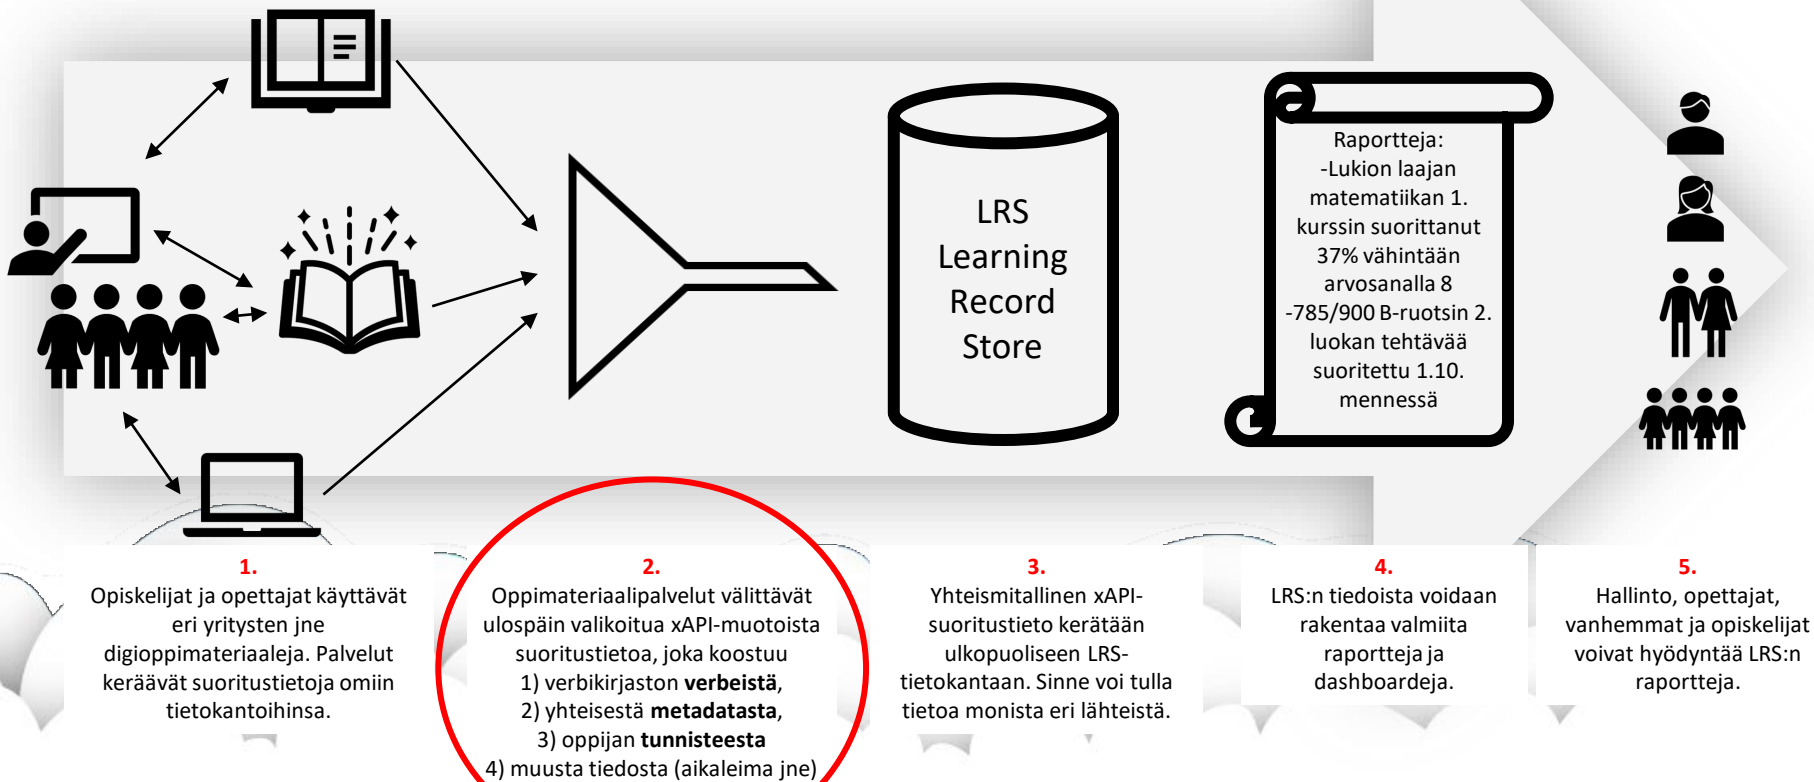 LRS
Learning
Record
Store
Raportteja:
-Lukion laajan
matematiikan 1.
kurssin suorittanut
37% vähintään
arvosanalla 8
-785/900 B-ruotsin 2.
luokan tehtävää
suoritettu 1.10.
mennessä
1.
Opiskelijat ja opettajat käyttävät
eri yritysten jne
digioppimateriaaleja. Palvelut
keräävät suoritustietoja omiin
tietokantoihinsa.
2.
Oppimateriaalipalvelut välittävät
ulospäin valikoitua xAPI-muotoista
suoritustietoa, joka koostuu
1) verbikirjaston verbeistä,
2) yhteisestä metadatasta,
3) oppijan tunnisteesta
4) muusta tiedosta (aikaleima jne)
3.
Yhteismitallinen xAPI-
suoritustieto kerätään
ulkopuoliseen LRS-
tietokantaan. Sinne voi tulla
tietoa monista eri lähteistä.
4.
LRS:n tiedoista voidaan
rakentaa valmiita
raportteja ja
dashboardeja.
5.
Hallinto, opettajat,
vanhemmat ja opiskelijat
voivat hyödyntää LRS:n
raportteja.